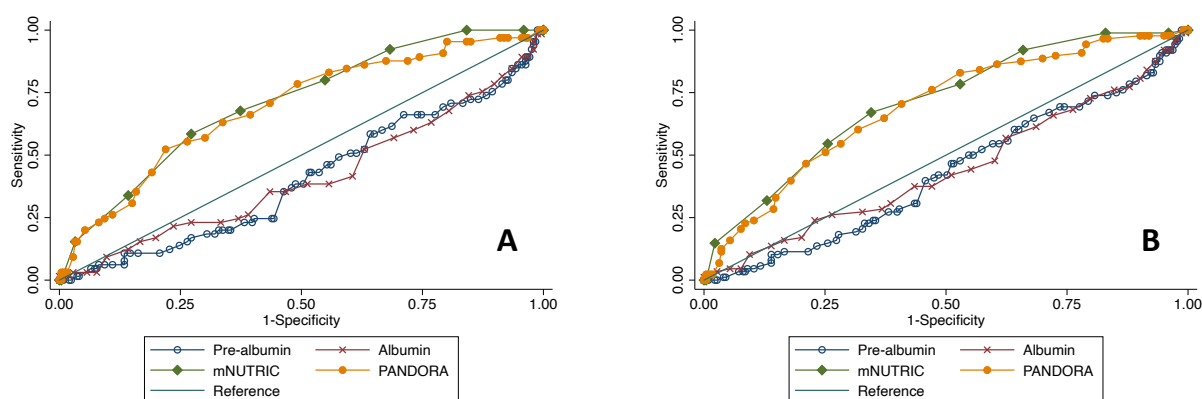 1.00
0.75
0.50
0.25
0.00
Sensitivity
0.00 0.25 0.50 0.75 1.00
1-Specificity
A
Pre-albumin Albumin
mNUTRIC PANDORA
Reference
1.00
0.75
0.50
0.25
0.00
Sensitivity
0.00 0.25 0.50 0.75 1.00
1-Specificity
B
Pre-albumin Albumin
mNUTRIC PANDORA
Reference